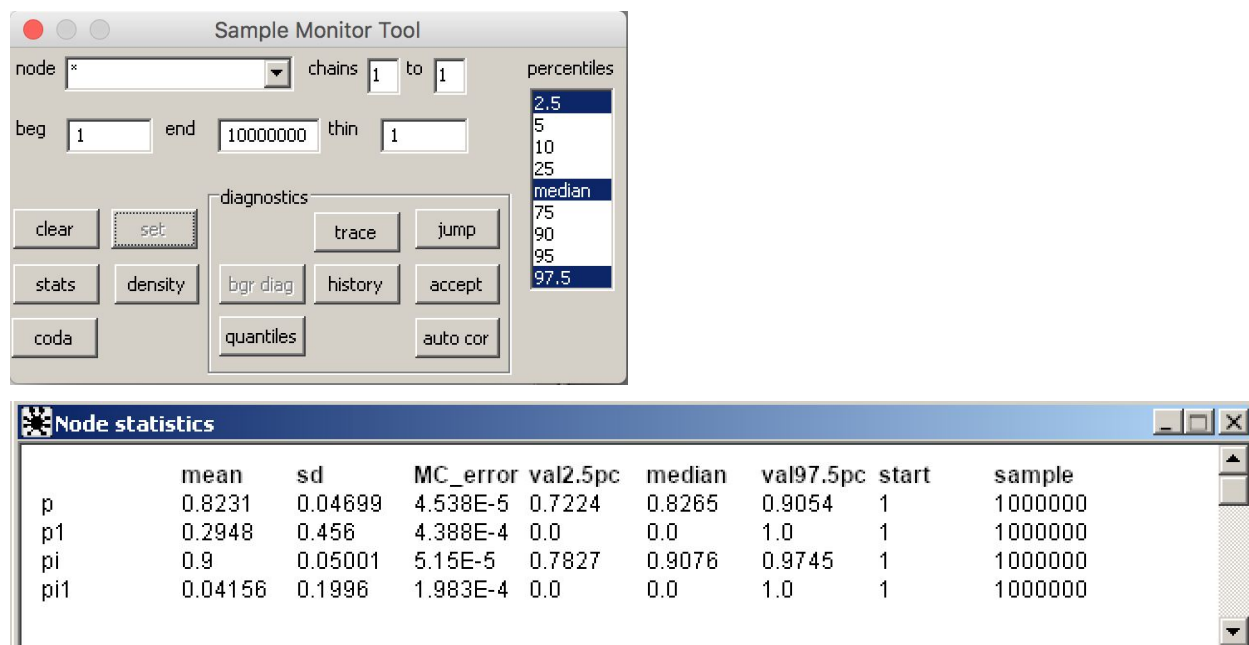 Sample Monitor Tool
node * chains 1 to 1 percentiles
beg 1 end 10000000 thin 1
2.5
5
10
25
median
75
90
95
97.5
diagnostics
clear set trace jump
stats density bgr diag history accept
coda quantiles auto cor
Node statistics
mean sd MC_error val2.5pc median val97.5pc start sample
p 0.8231 0.04699 4.538E-5 0.7224 0.8265 0.9054 1 1000000
p1 0.2948 0.456 4.388E-4 0.0 0.0 1.0 1 1000000
pi 0.9 0.05001 5.15E-5 0.7827 0.9076 0.9745 1 1000000
pi1 0.04156 0.1996 1.983E-4 0.0 0.0 1.0 1 1000000